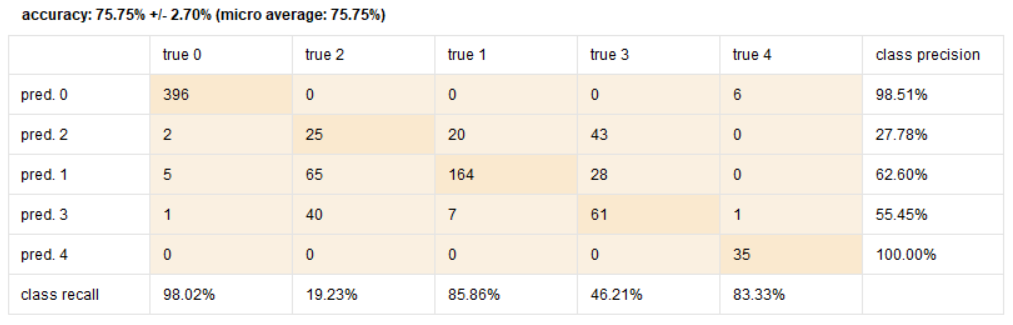 accuracy: 75.75% +/- 2.70% (micro average: 75.75%)
true 0 true 2 true 1 true 3 true 4 class precision
pred. 0 396 0 0 0 6 98.51%
pred. 2 2 25 20 43 0 27.78%
pred. 1 5 65 164 28 0 62.60%
pred. 3 1 40 7 61 1 55.45%
pred. 4 0 0 0 0 35 100.00%
class recall 98.02% 19.23% 85.86% 46.21% 83.33%